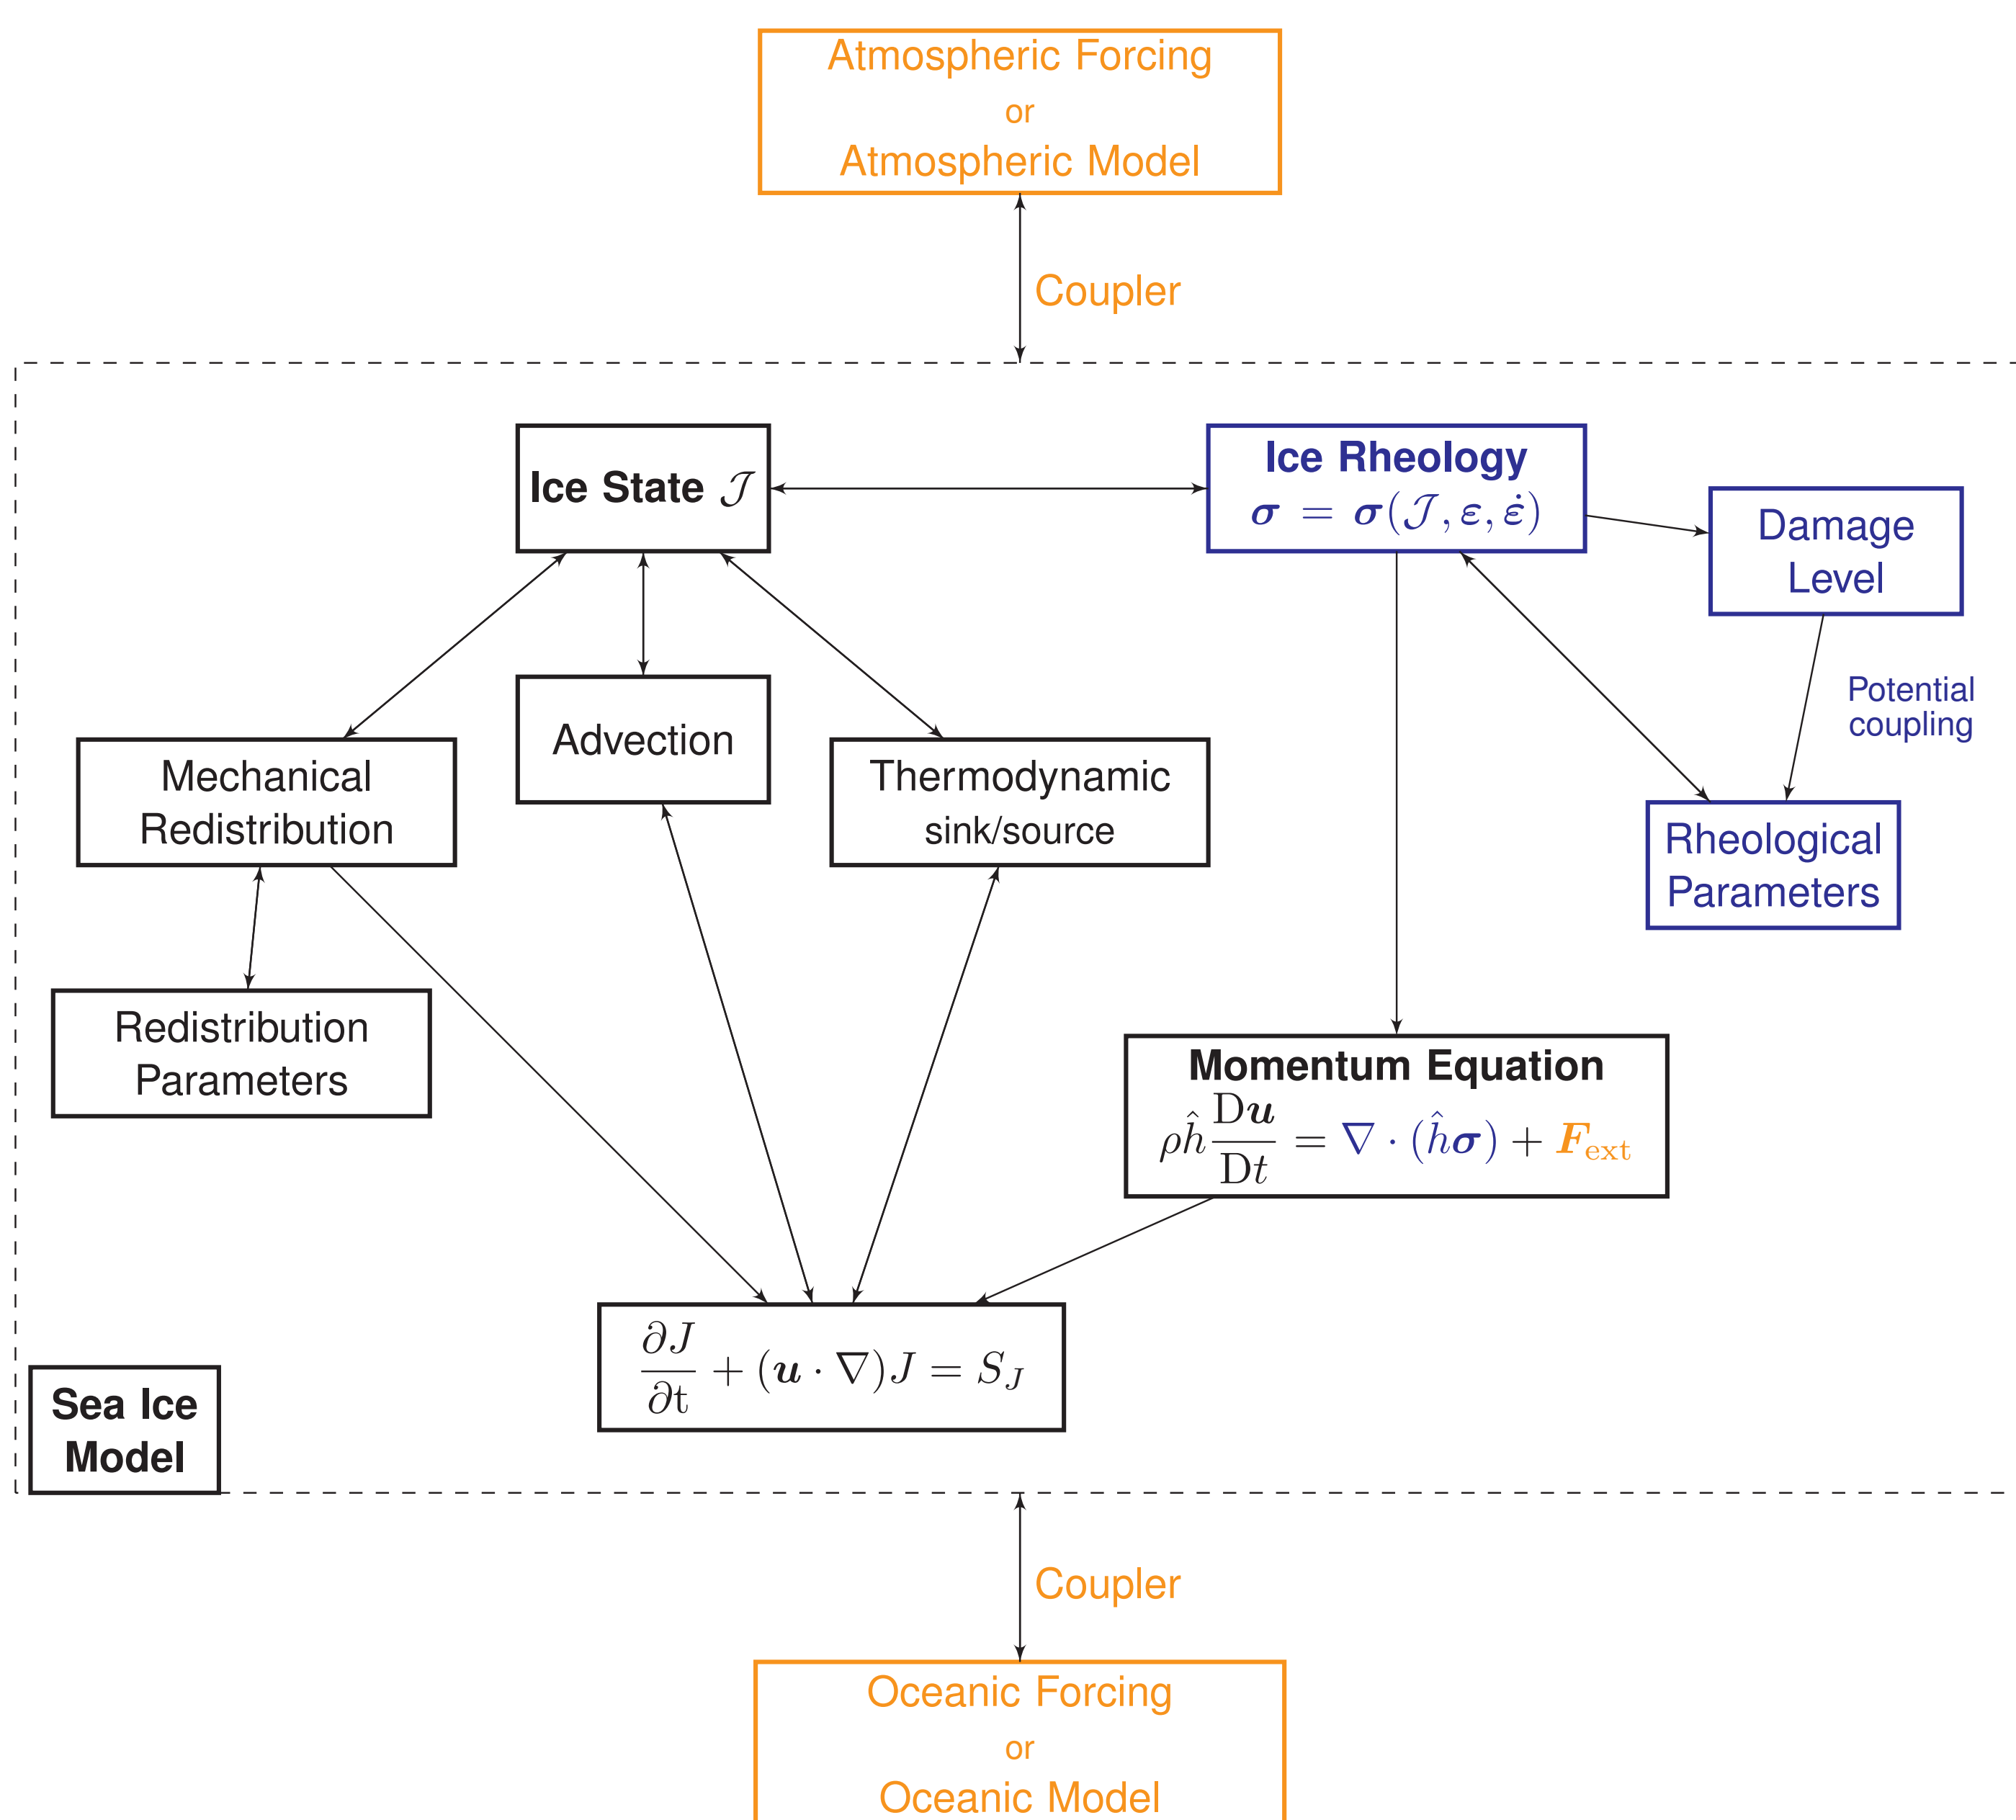 Atmospheric Forcing
or
Atmospheric Model
Coupler
Ice State 𝒥
Ice Rheology
σ = σ(𝒥, ε, ε̇)
Damage
Level
Potential
coupling
Advection
Mechanical
Redistribution
Thermodynamic
sink/source
Rheological
Parameters
Redistribution
Parameters
Momentum Equation
ρĥ Du/Dt = ∇ · (ĥσ) + F_ext
∂J/∂t + (u · ∇)J = S_J
Sea Ice
Model
Coupler
Oceanic Forcing
or
Oceanic Model